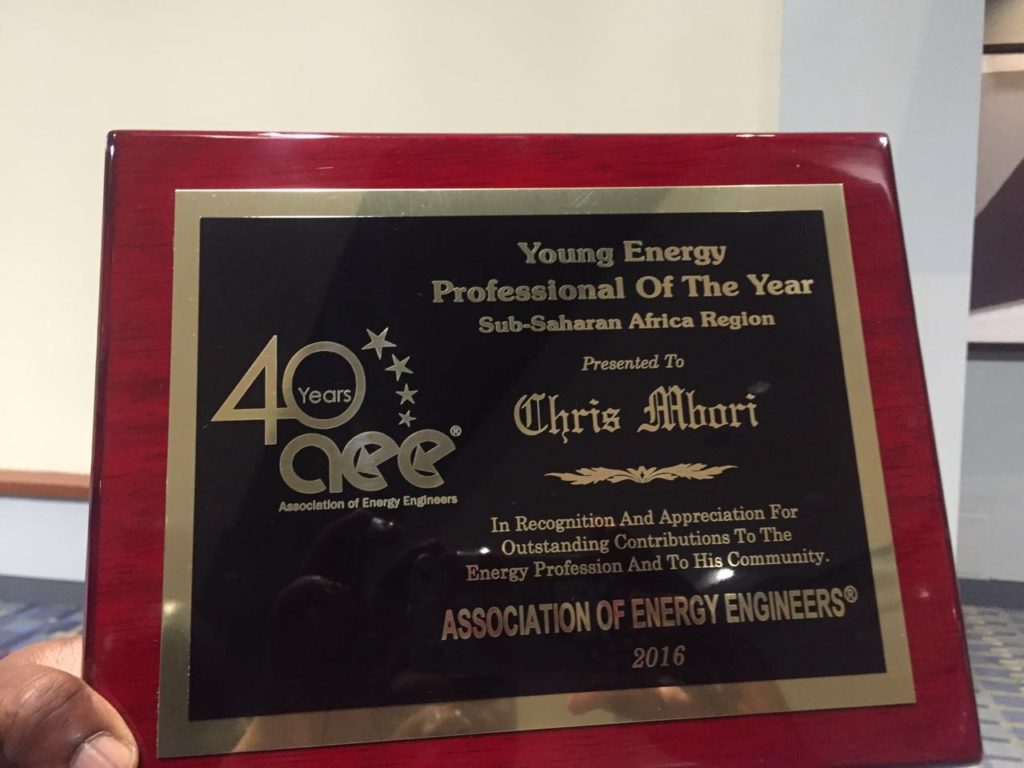 40 Years
aee®
Association of Energy Engineers
Young Energy
Professional Of The Year
Sub-Saharan Africa Region
Presented To
Chris Mbori
In Recognition And Appreciation For
Outstanding Contributions To The
Energy Profession And To His Community.
ASSOCIATION OF ENERGY ENGINEERS®
2016